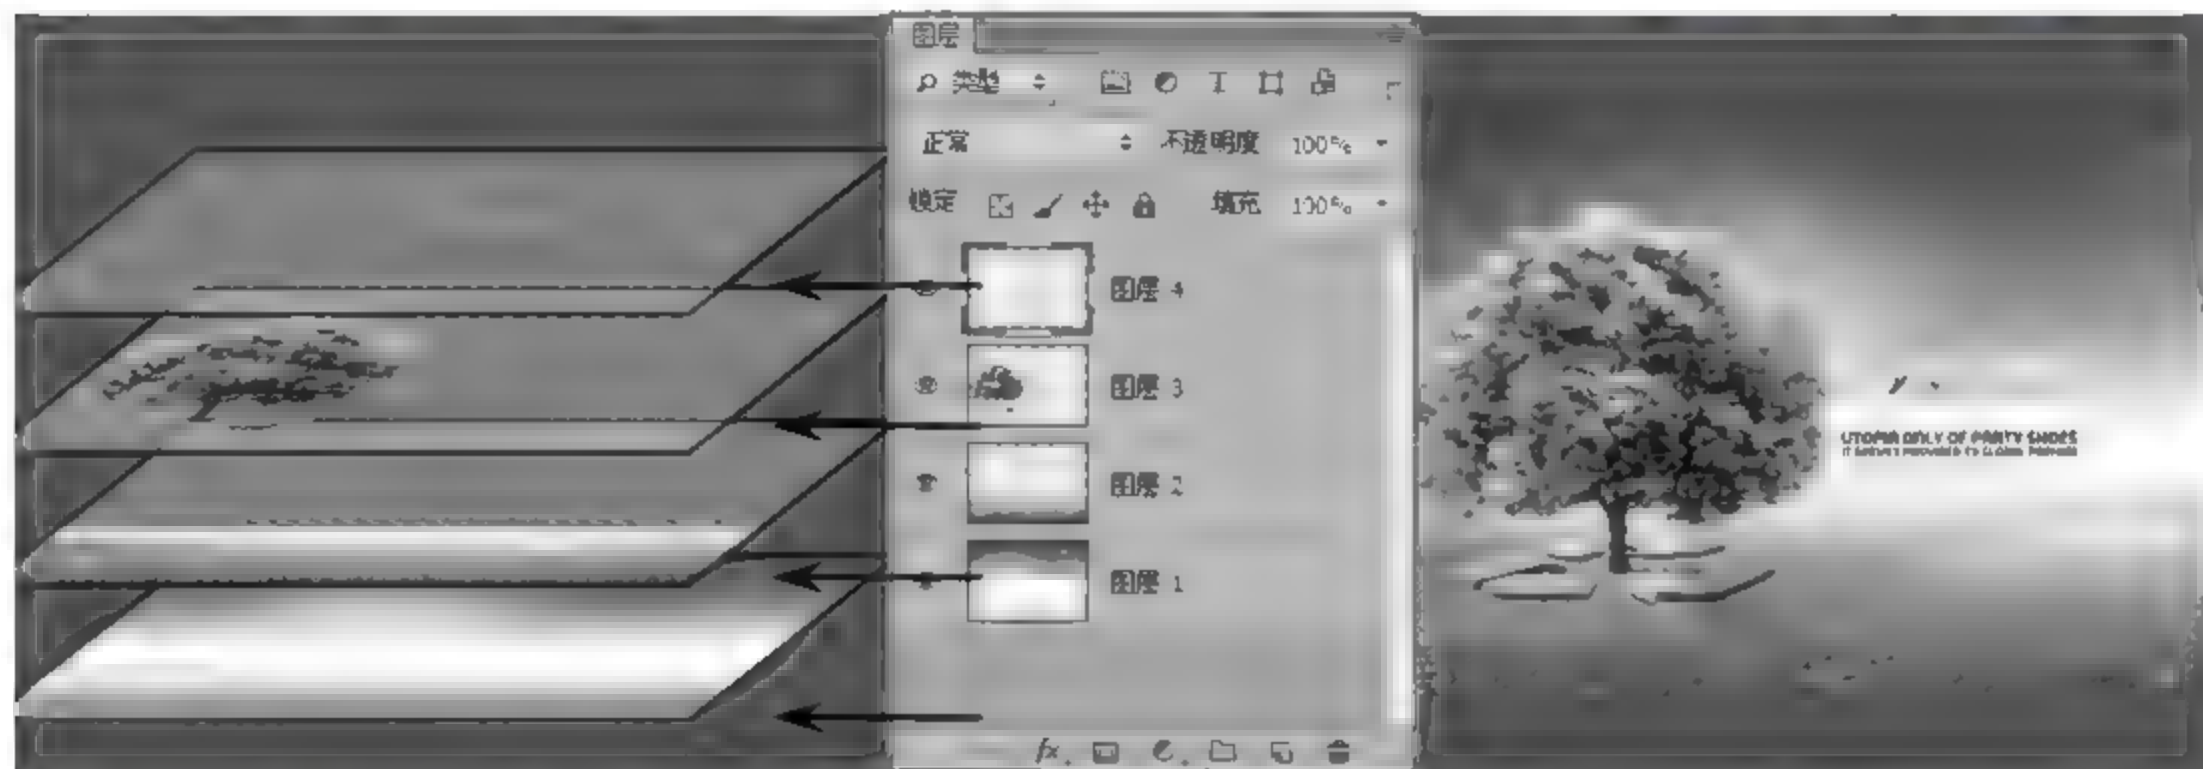 图层
类型
正常 不透明度 100%
锁定 填充 100%
图层 4
图层 3
图层 2
图层 1
fx
UTOPIA ONLY OF PARTY SHOES